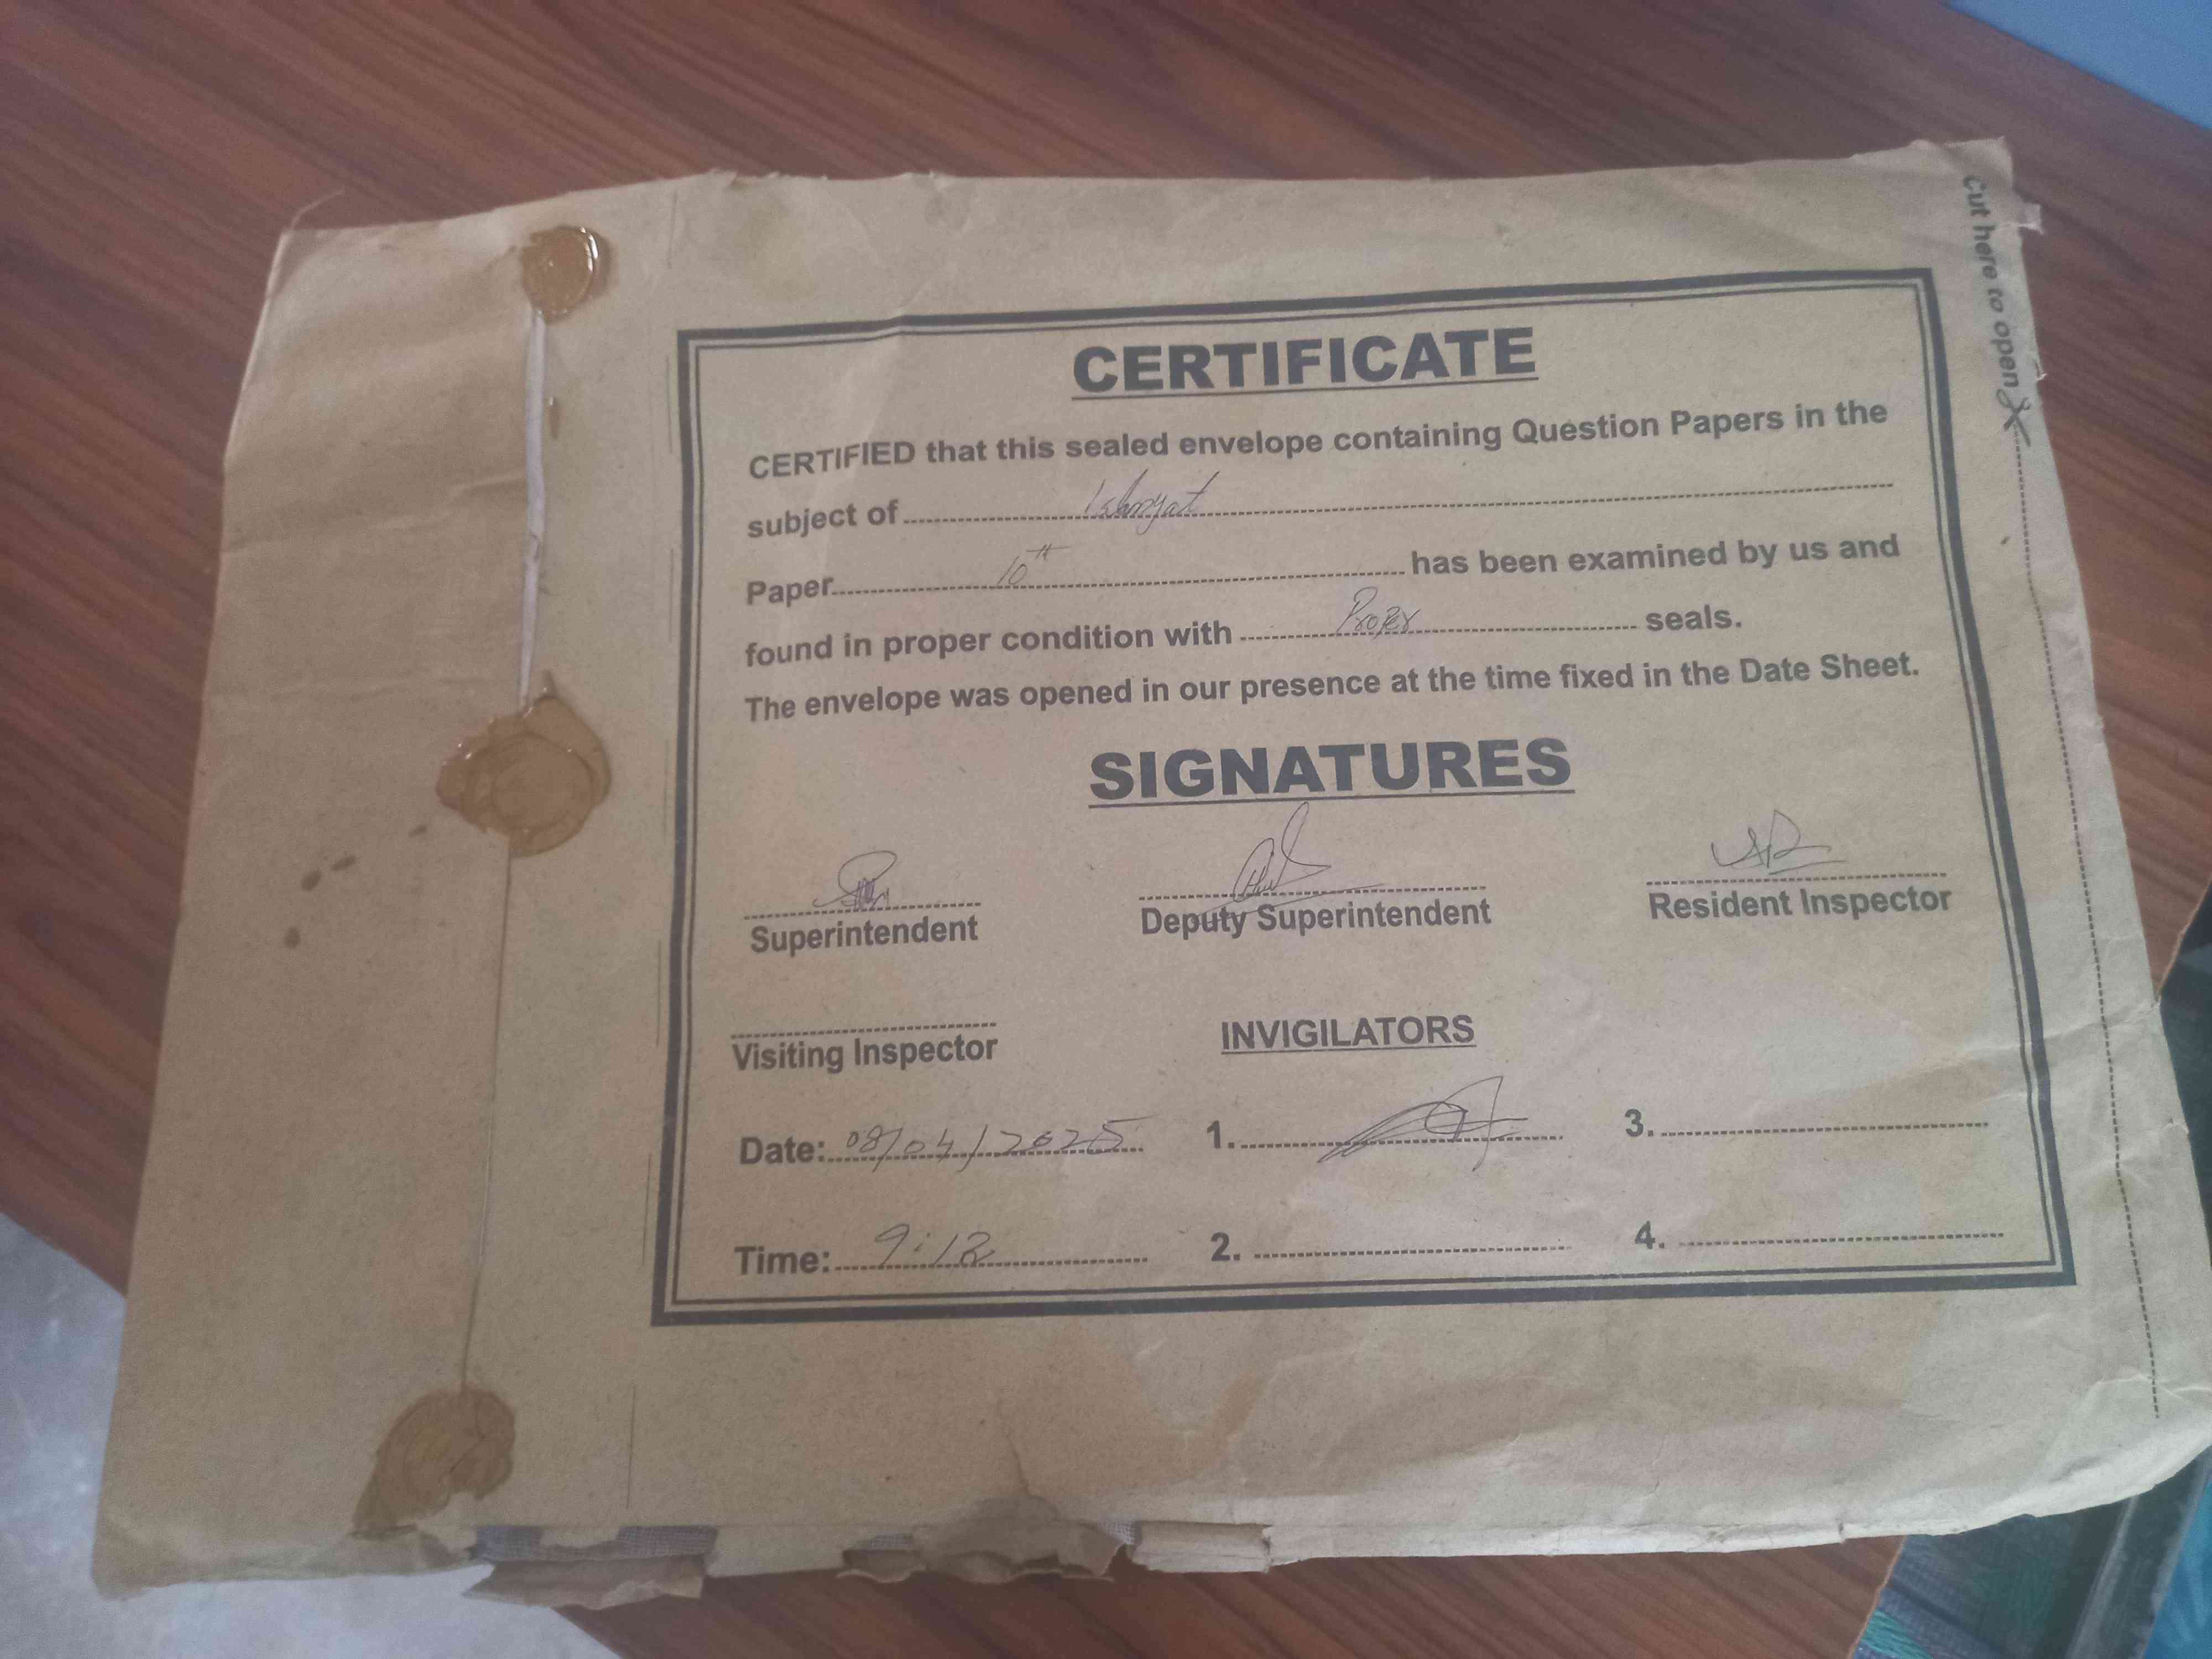 Cut here to open
CERTIFICATE
CERTIFIED that this sealed envelope containing Question Papers in the
subject of Islamyat
Paper 10th has been examined by us and
found in proper condition with Proper seals.
The envelope was opened in our presence at the time fixed in the Date Sheet.
SIGNATURES
Superintendent Deputy Superintendent Resident Inspector
Visiting Inspector INVIGILATORS
Date: 08/04/2025 1. 3.
Time: 9:12 2. 4.